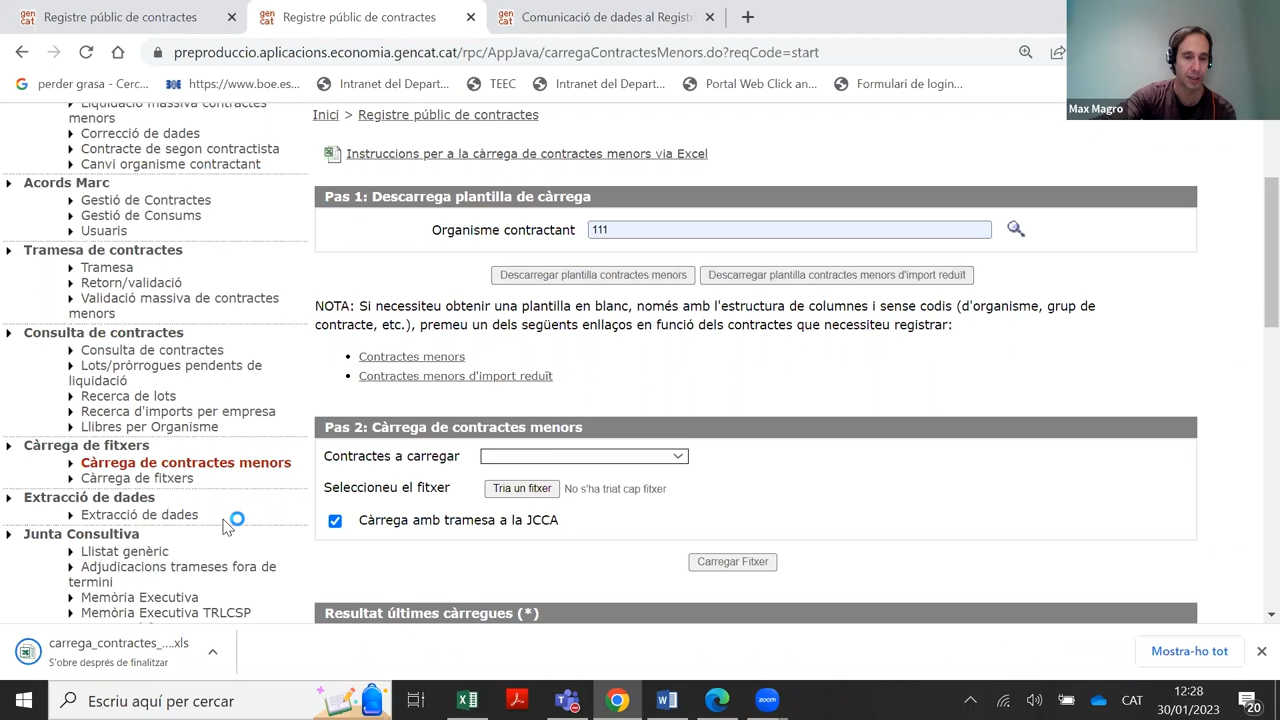 Registre públic de contractes
Registre públic de contractes
Comunicació de dades al Registr
preproduccio.aplicacions.economia.gencat.cat/rpc/AppJava/carregaContractesMenors.do?reqCode=start
perder grasa - Cerc...
https://www.boe.es...
Intranet del Depart...
TEEC
Intranet del Depart...
Portal Web Click an...
Formulari de login...
Max Magro
Liquidació massiva contractes
menors
Correcció de dades
Contracte de segon contractista
Canvi organisme contractant
Acords Marc
Gestió de Contractes
Gestió de Consums
Usuaris
Tramesa de contractes
Tramesa
Retorn/validació
Validació massiva de contractes
menors
Consulta de contractes
Consulta de contractes
Lots/pròrrogues pendents de
liquidació
Recerca de lots
Recerca d'imports per empresa
Llibres per Organisme
Càrrega de fitxers
Càrrega de contractes menors
Càrrega de fitxers
Extracció de dades
Extracció de dades
Junta Consultiva
Llistat genèric
Adjudicacions trameses fora de
termini
Memòria Executiva
Memòria Executiva TRLCSP
Inici > Registre públic de contractes
Instruccions per a la càrrega de contractes menors via Excel
Pas 1: Descarrega plantilla de càrrega
Organisme contractant 111
Descarregar plantilla contractes menors Descarregar plantilla contractes menors d'import reduït
NOTA: Si necessiteu obtenir una plantilla en blanc, només amb l'estructura de columnes i sense codis (d'organisme, grup de
contracte, etc.), premeu un dels següents enllaços en funció dels contractes que necessiteu registrar:
Contractes menors
Contractes menors d'import reduït
Pas 2: Càrrega de contractes menors
Contractes a carregar
Seleccioneu el fitxer Tria un fitxer No s'ha triat cap fitxer
Càrrega amb tramesa a la JCCA
Carregar Fitxer
Resultat últimes càrregues (*)
carrega_contractes_....xls
S'obre després de finalitzar
Mostra-ho tot
Escriu aquí per cercar
zoom
CAT
12:28
30/01/2023
20